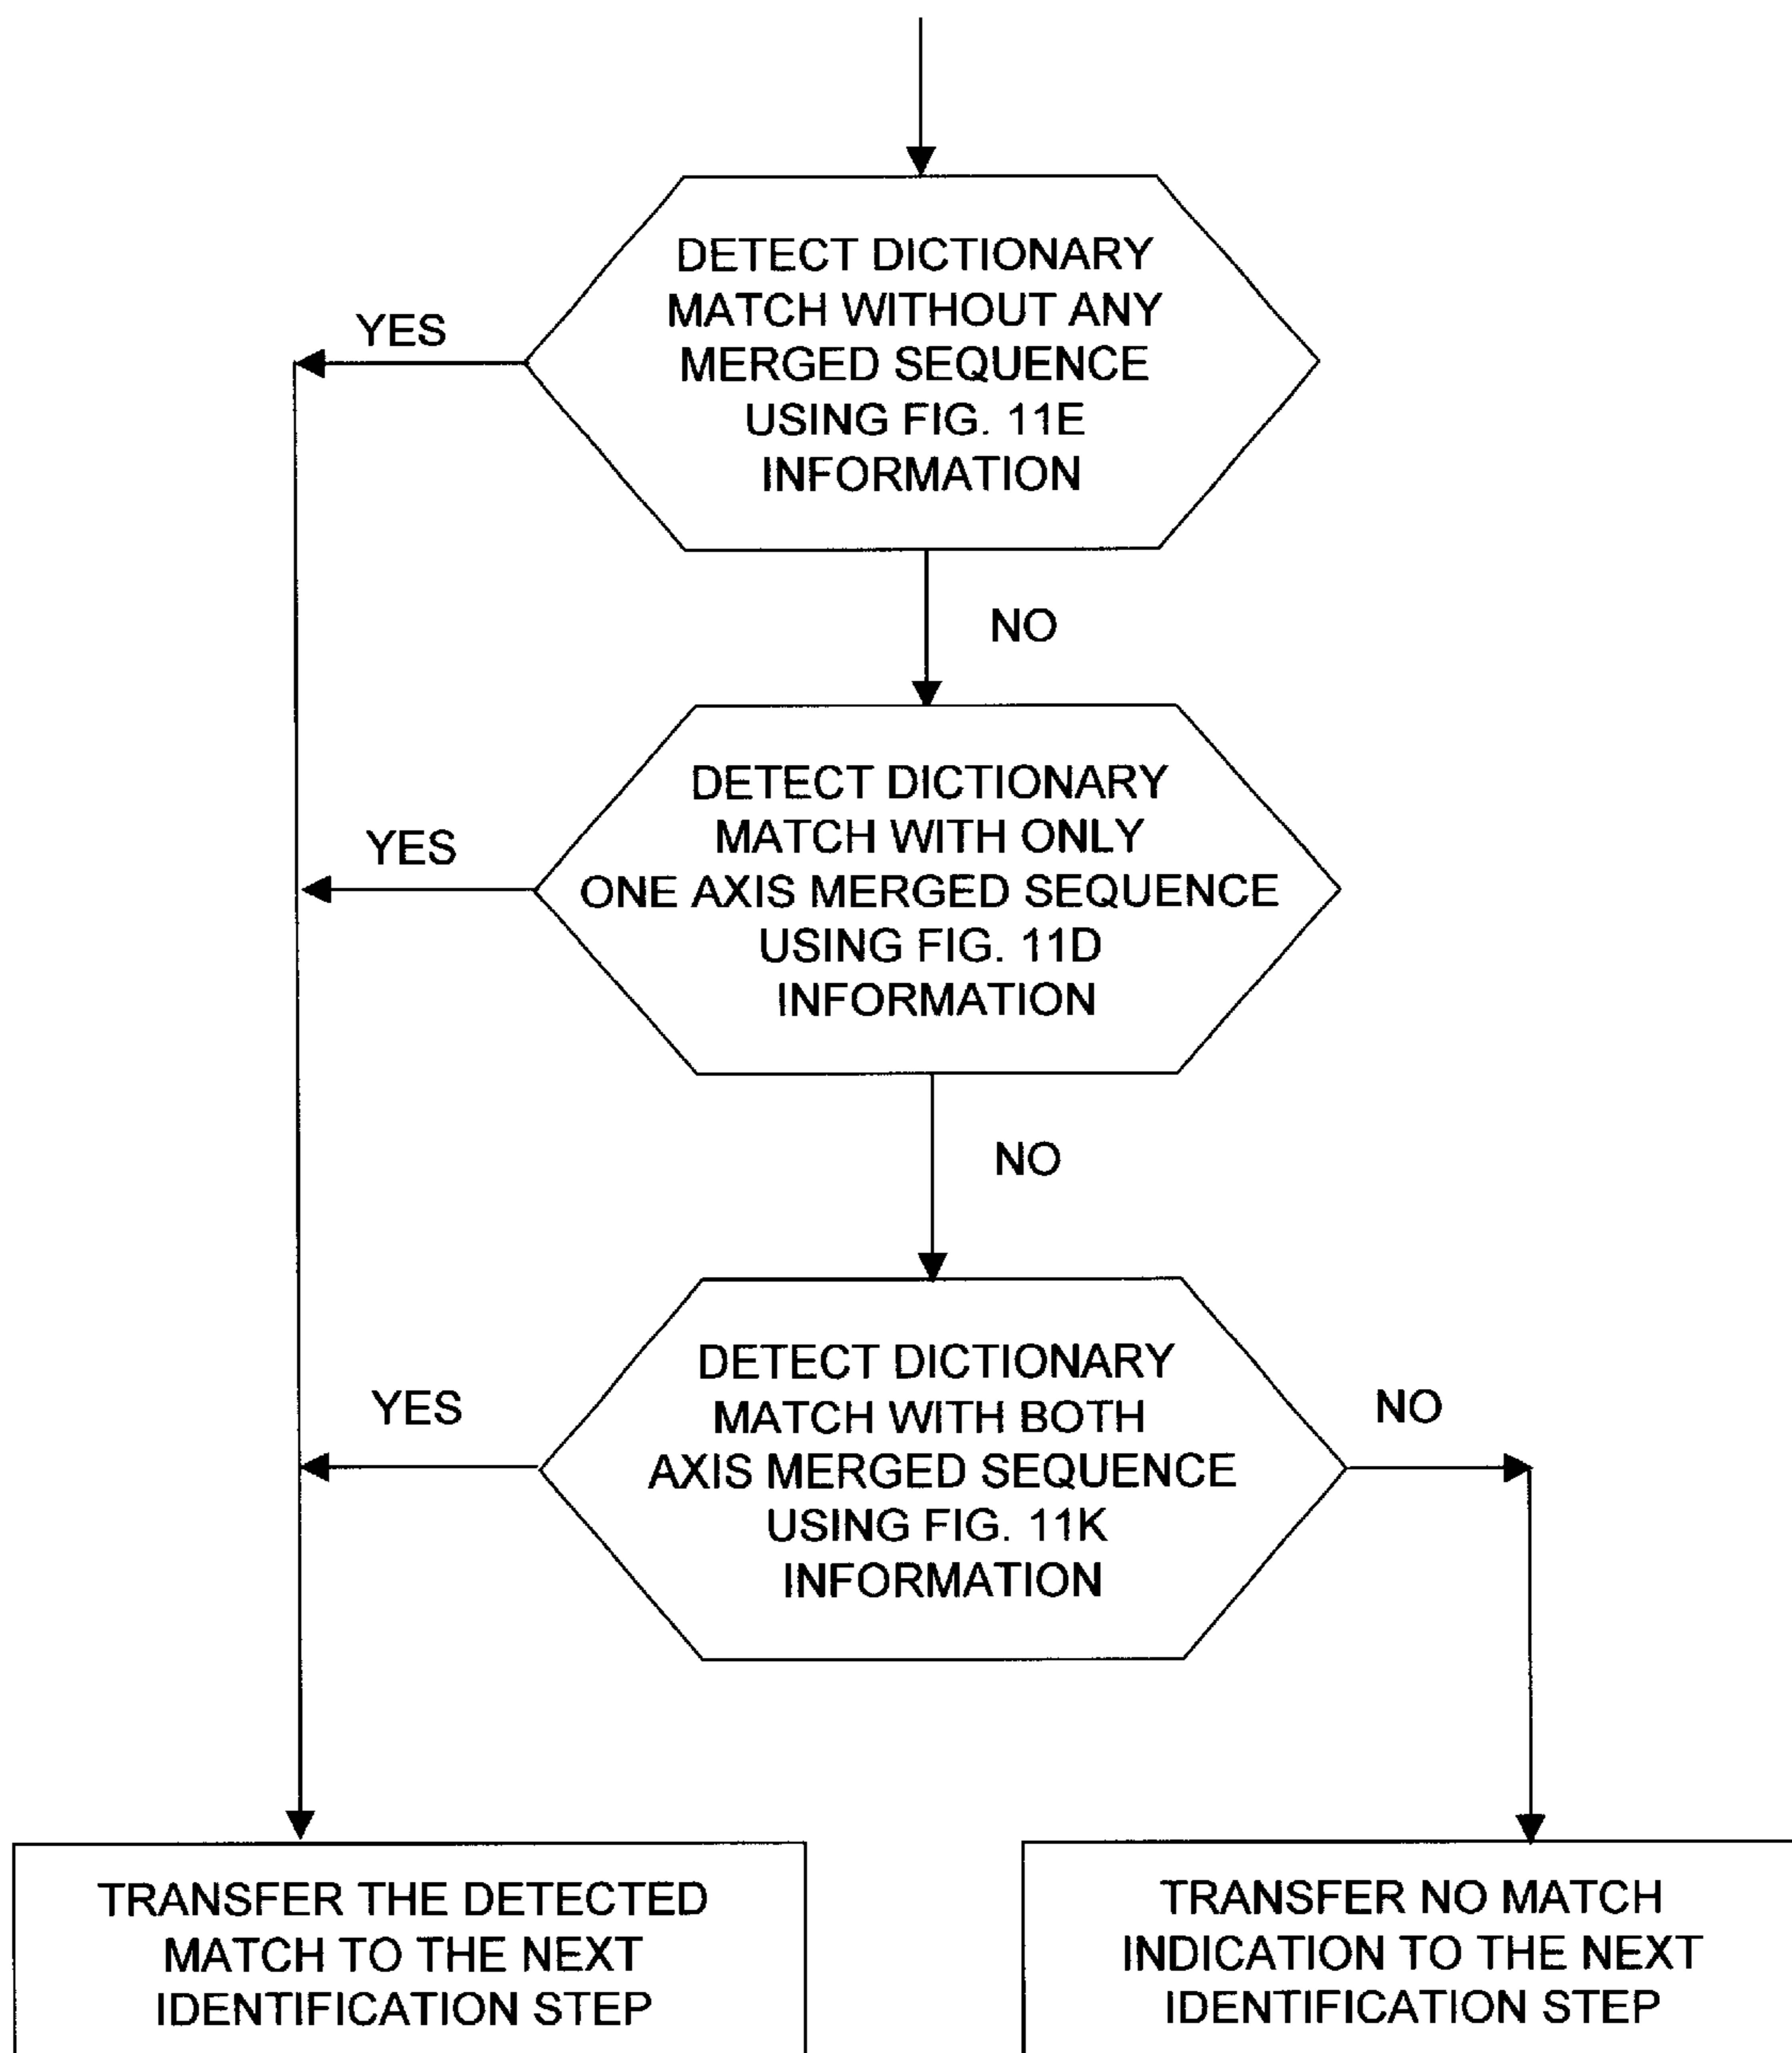 DETECT DICTIONARY
MATCH WITHOUT ANY
MERGED SEQUENCE
USING FIG. 11E
INFORMATION
YES
NO
DETECT DICTIONARY
MATCH WITH ONLY
ONE AXIS MERGED SEQUENCE
USING FIG. 11D
INFORMATION
YES
NO
DETECT DICTIONARY
MATCH WITH BOTH
AXIS MERGED SEQUENCE
USING FIG. 11K
INFORMATION
YES
NO
TRANSFER THE DETECTED
MATCH TO THE NEXT
IDENTIFICATION STEP
TRANSFER NO MATCH
INDICATION TO THE NEXT
IDENTIFICATION STEP